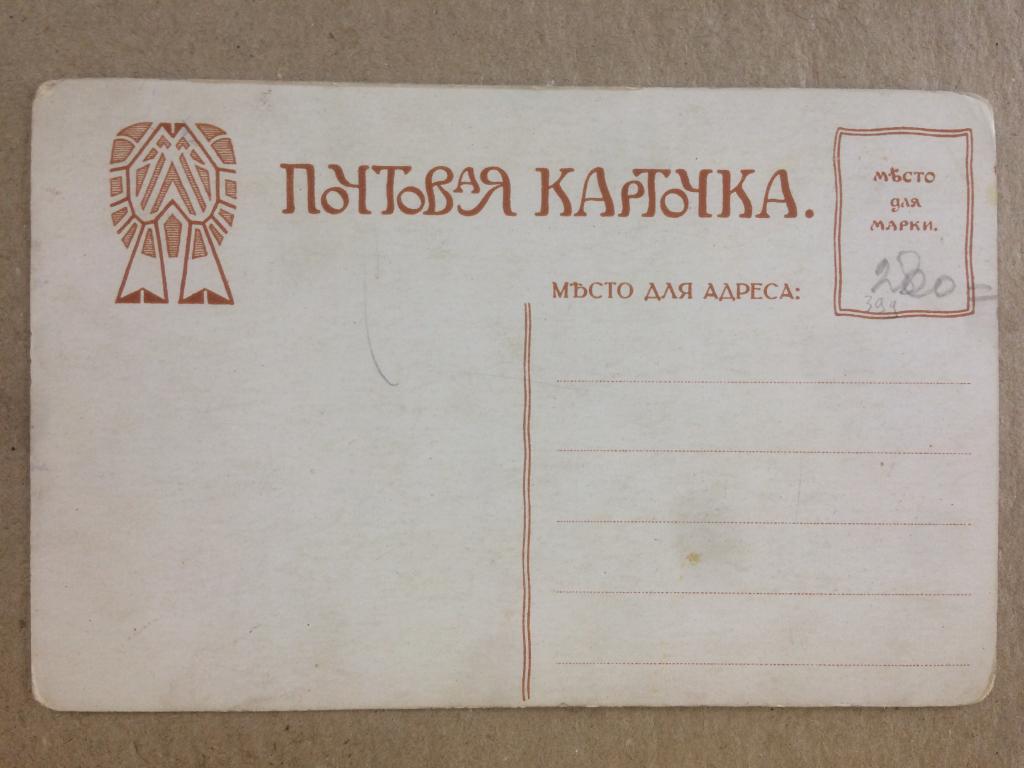 ПОЧТОВАЯ КАРТОЧКА.
МѢСТО
для
МАРКИ.
280-
МѢСТО ДЛЯ АДРЕСА: